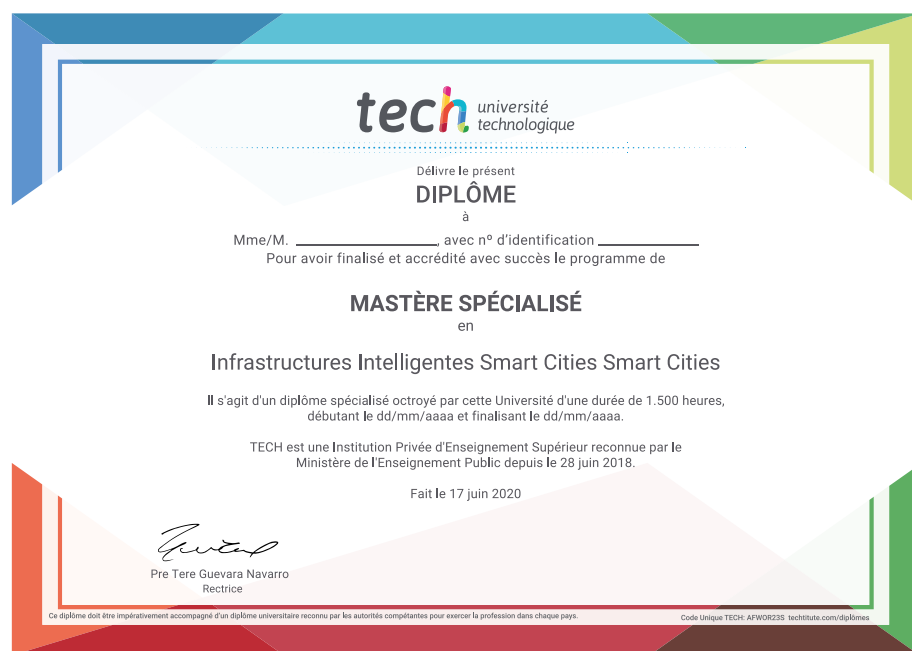 tech université
technologique
Délivre le présent
DIPLÔME
à
Mme/M. , avec nº d'identification
Pour avoir finalisé et accrédité avec succès le programme de
MASTÈRE SPÉCIALISÉ
en
Infrastructures Intelligentes Smart Cities Smart Cities
Il s'agit d'un diplôme spécialisé octroyé par cette Université d'une durée de 1.500 heures,
débutant le dd/mm/aaaa et finalisant le dd/mm/aaaa.
TECH est une Institution Privée d'Enseignement Supérieur reconnue par le
Ministère de l'Enseignement Public depuis le 28 juin 2018.
Fait le 17 juin 2020
Pre Tere Guevara Navarro
Rectrice
Ce diplôme doit être impérativement accompagné d'un diplôme universitaire reconnu par les autorités compétantes pour exercer la profession dans chaque pays.
Code Unique TECH: AFWOR23S techtitute.com/diplômes